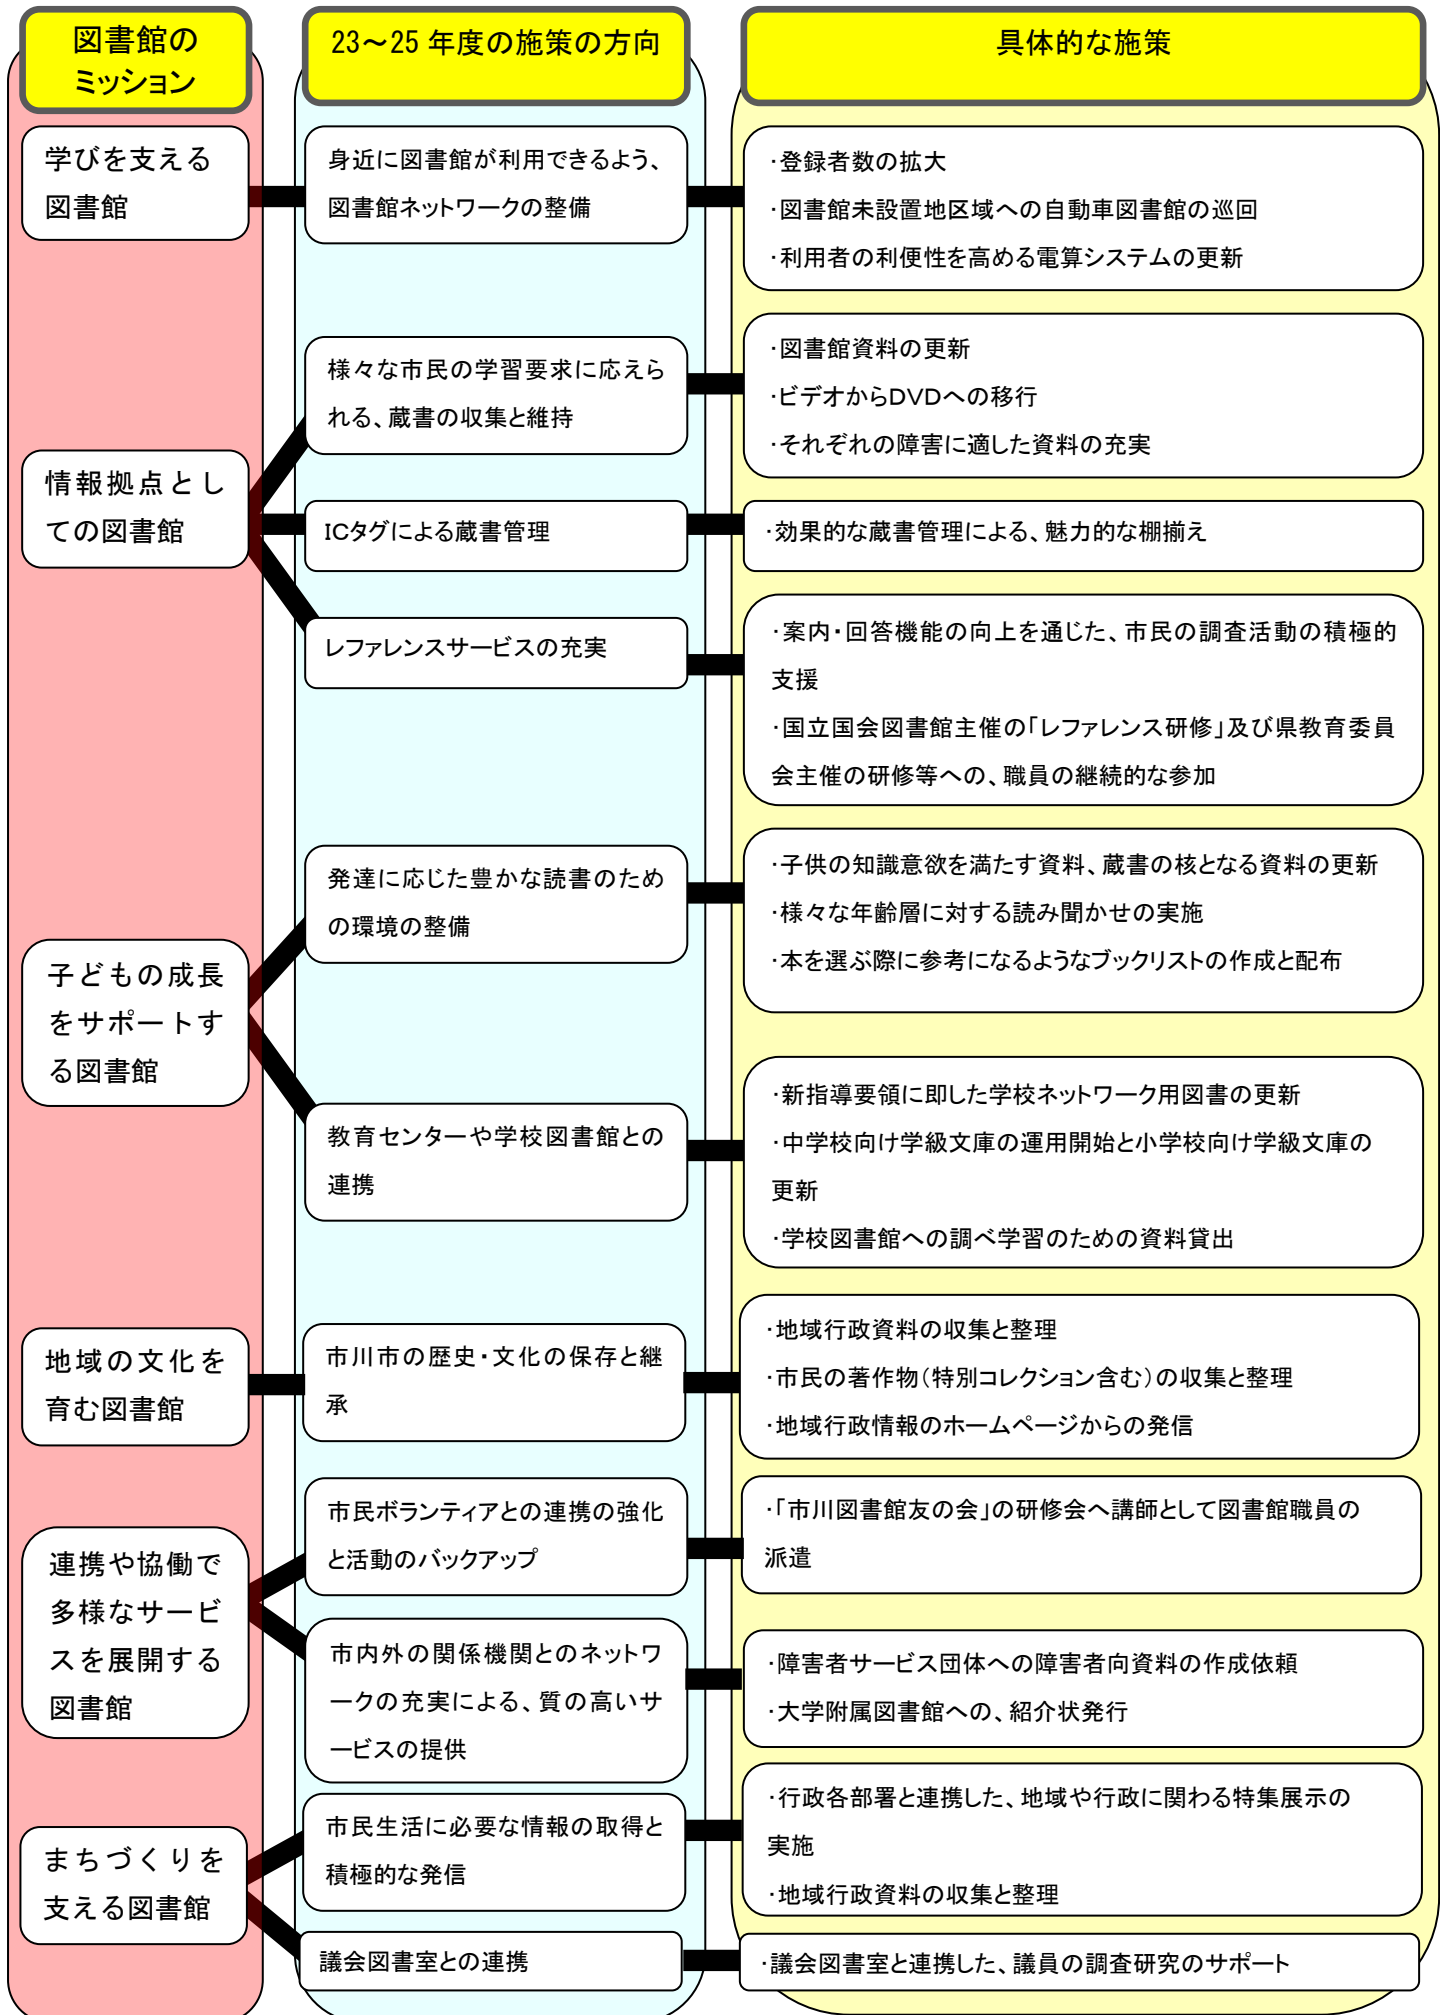 図書館の
ミッション
23～25 年度の施策の方向
具体的な施策
学びを支える
図書館
身近に図書館が利用できるよう、
図書館ネットワークの整備
・登録者数の拡大
・図書館未設置地区域への自動車図書館の巡回
・利用者の利便性を高める電算システムの更新
情報拠点とし
ての図書館
様々な市民の学習要求に応えら
れる、蔵書の収集と維持
・図書館資料の更新
・ビデオからDVDへの移行
・それぞれの障害に適した資料の充実
ICタグによる蔵書管理
・効果的な蔵書管理による、魅力的な棚揃え
レファレンスサービスの充実
・案内・回答機能の向上を通じた、市民の調査活動の積極的
支援
・国立国会図書館主催の「レファレンス研修」及び県教育委員
会主催の研修等への、職員の継続的な参加
子どもの成長
をサポートす
る図書館
発達に応じた豊かな読書のため
の環境の整備
・子供の知識意欲を満たす資料、蔵書の核となる資料の更新
・様々な年齢層に対する読み聞かせの実施
・本を選ぶ際に参考になるようなブックリストの作成と配布
教育センターや学校図書館との
連携
・新指導要領に即した学校ネットワーク用図書の更新
・中学校向け学級文庫の運用開始と小学校向け学級文庫の
更新
・学校図書館への調べ学習のための資料貸出
地域の文化を
育む図書館
市川市の歴史・文化の保存と継
承
・地域行政資料の収集と整理
・市民の著作物（特別コレクション含む）の収集と整理
・地域行政情報のホームページからの発信
連携や協働で
多様なサービ
スを展開する
図書館
市民ボランティアとの連携の強化
と活動のバックアップ
・「市川図書館友の会」の研修会へ講師として図書館職員の
派遣
市内外の関係機関とのネットワ
ークの充実による、質の高いサ
ービスの提供
・障害者サービス団体への障害者向資料の作成依頼
・大学附属図書館への、紹介状発行
まちづくりを
支える図書館
市民生活に必要な情報の取得と
積極的な発信
・行政各部署と連携した、地域や行政に関わる特集展示の
実施
・地域行政資料の収集と整理
議会図書室との連携
・議会図書室と連携した、議員の調査研究のサポート